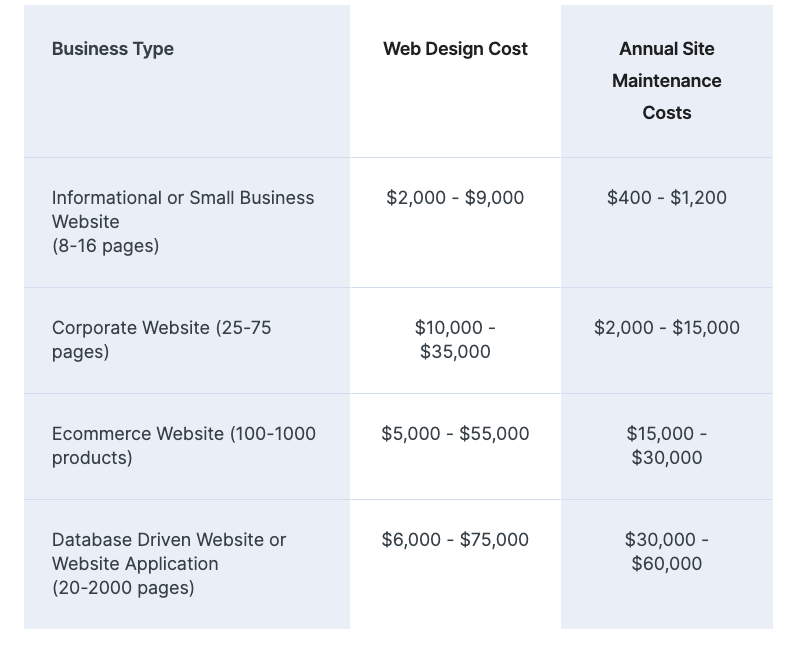 Business Type
Web Design Cost
Annual Site
Maintenance
Costs
Informational or Small Business
Website
(8-16 pages)
$2,000 - $9,000
$400 - $1,200
Corporate Website (25-75
pages)
$10,000 -
$35,000
$2,000 - $15,000
Ecommerce Website (100-1000
products)
$5,000 - $55,000
$15,000 -
$30,000
Database Driven Website or
Website Application
(20-2000 pages)
$6,000 - $75,000
$30,000 -
$60,000